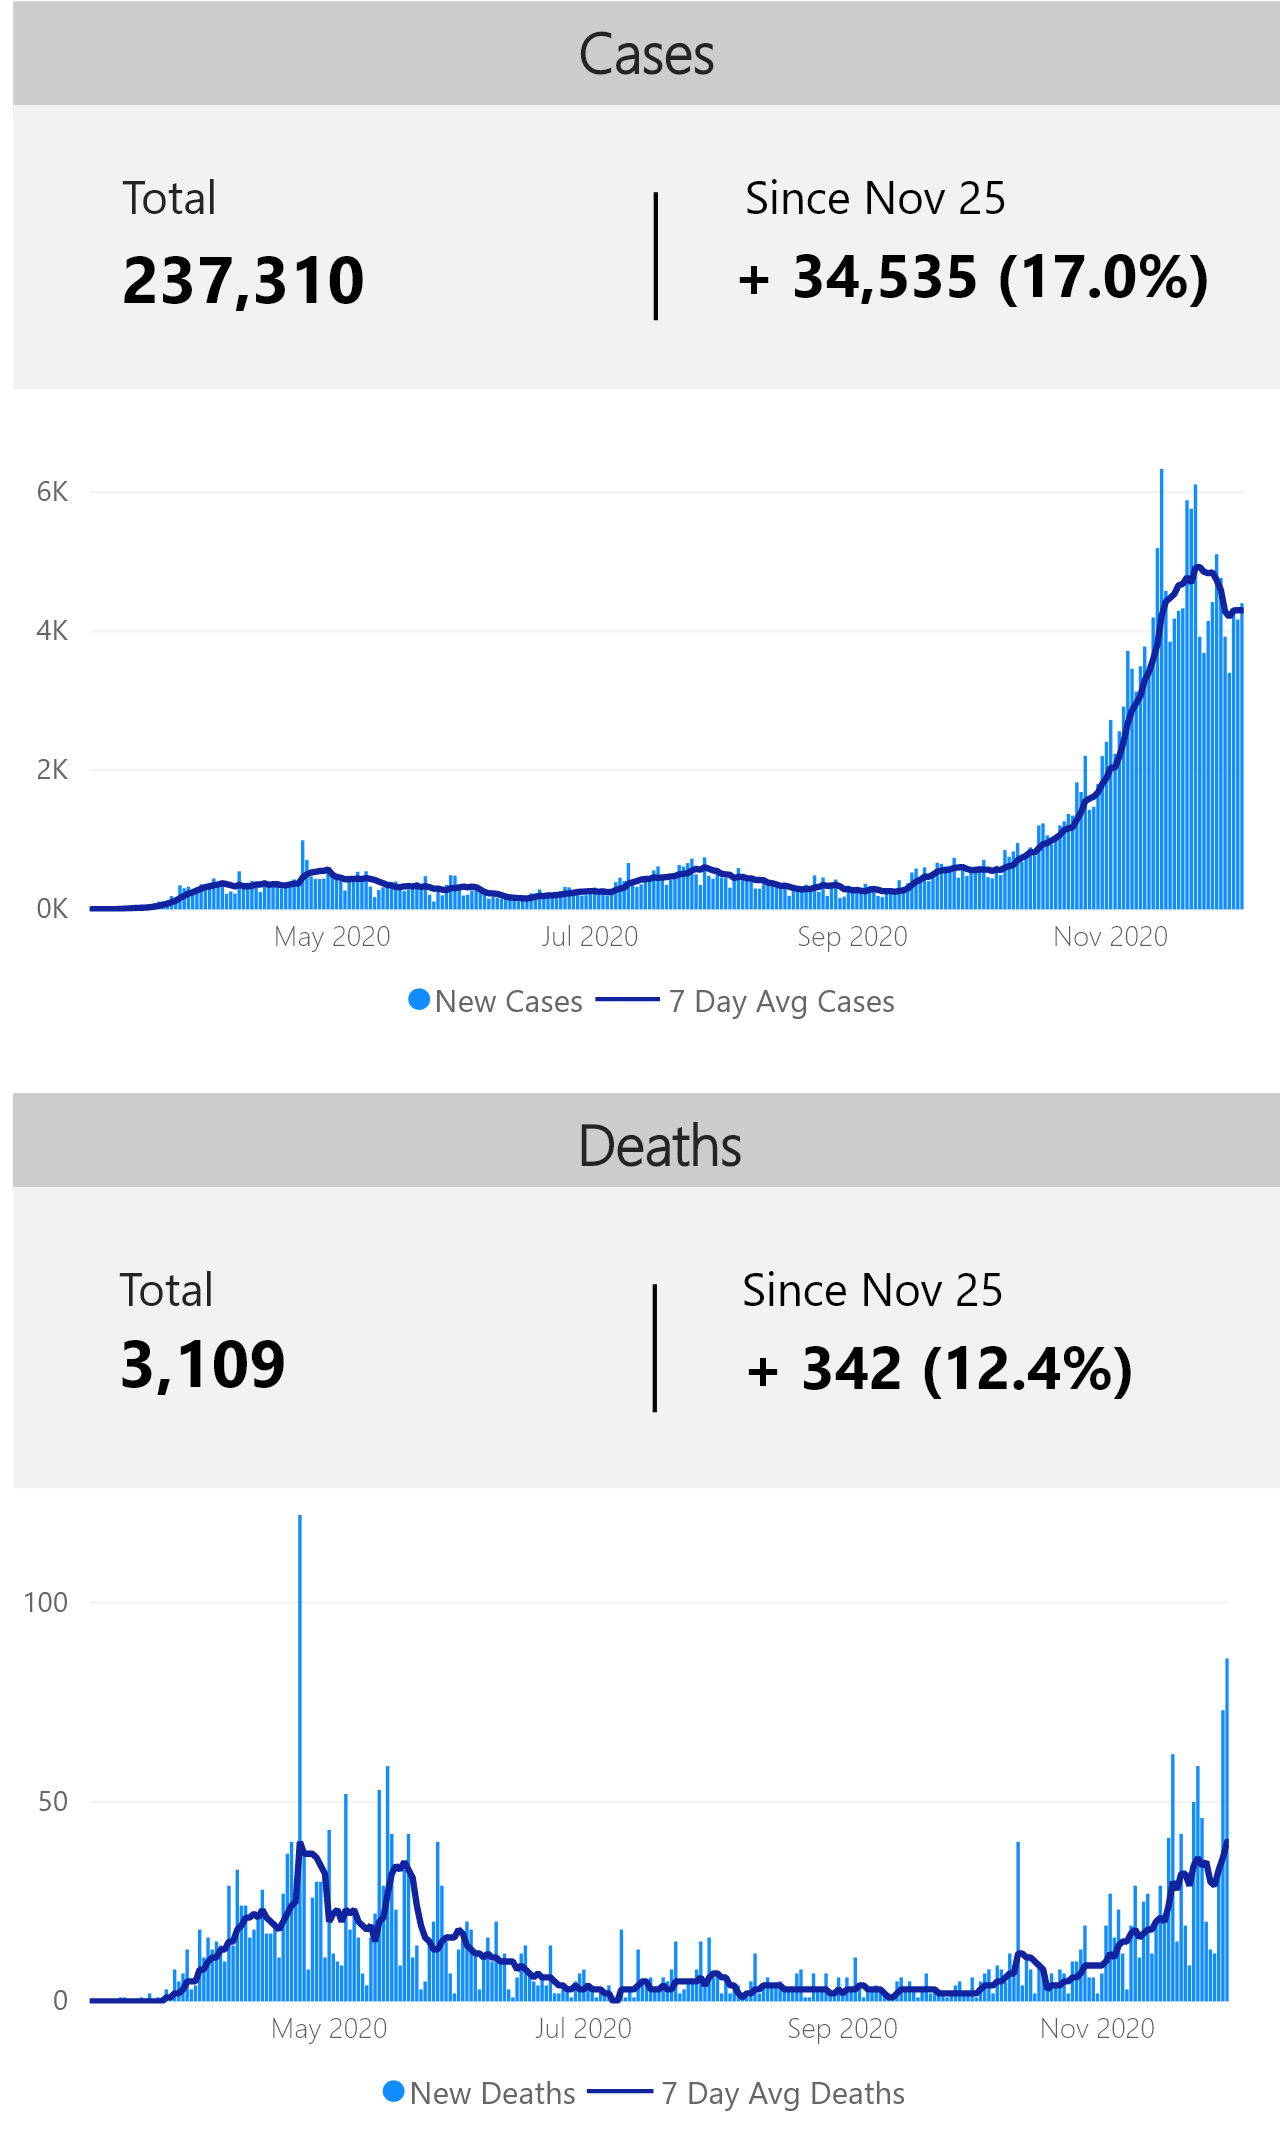 Cases
Total
Since Nov 25
237,310
+ 34,535 (17.0%)
6K
4K
2K
0K
May 2020
Jul 2020
Sep 2020
Nov 2020
New Cases
7 Day Avg Cases
Deaths
Total
Since Nov 25
3,109
+ 342 (12.4%)
100
50
0
May 2020
Jul 2020
Sep 2020
Nov 2020
New Deaths
7 Day Avg Deaths